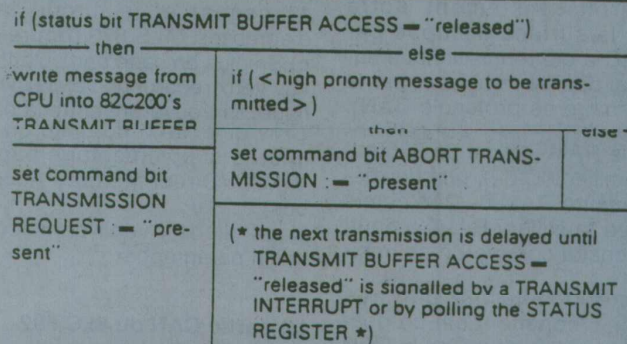 if (status bit TRANSMIT BUFFER ACCESS = "released")
then
else
write message from
CPU into 82C200's
TRANSMIT BUFFER
set command bit
TRANSMISSION
REQUEST := "pre-
sent"
if ( < high priority message to be trans-
mitted > )
then
else
set command bit ABORT TRANS-
MISSION := "present"
(* the next transmission is delayed until
TRANSMIT BUFFER ACCESS =
"released" is signalled by a TRANSMIT
INTERRUPT or by polling the STATUS
REGISTER *)